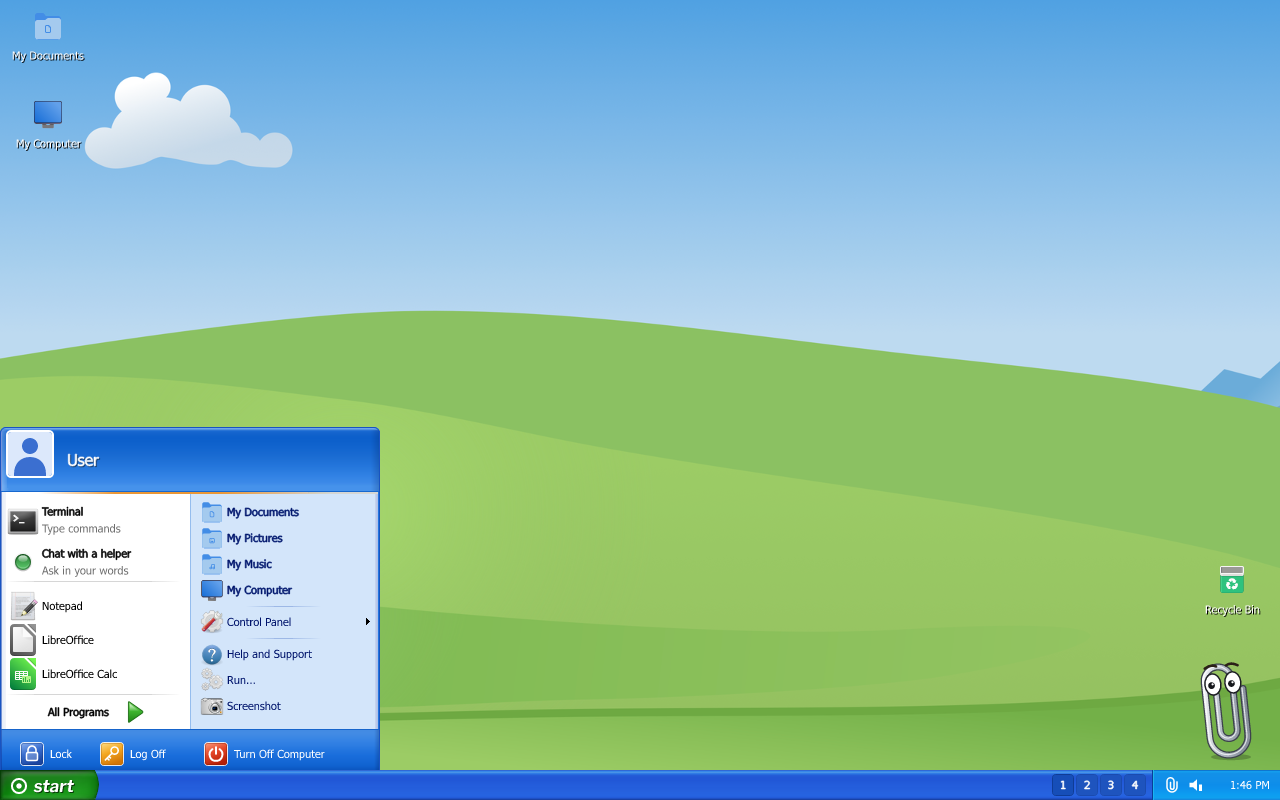 My Documents
My Computer
User
Terminal
Type commands
Chat with a helper
Ask in your words
Notepad
LibreOffice
LibreOffice Calc
All Programs
My Documents
My Pictures
My Music
My Computer
Control Panel
Help and Support
Run...
Screenshot
Lock
Log Off
Turn Off Computer
Recycle Bin
start
1 2 3 4
1:46 PM